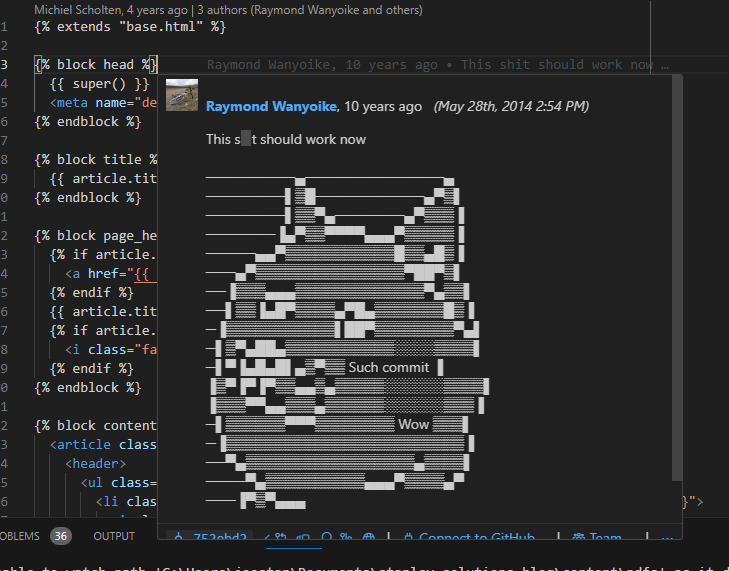 Michiel Scholten, 4 years ago | 3 authors (Raymond Wanyoike and others)
1 {% extends "base.html" %}
2
3 {% block head %} Raymond Wanyoike, 10 years ago • This shit should work now …
4 {{ super() }}
5 <meta name="de
6 {% endblock %}
7
8 {% block title %
9 {{ article.tit
0 {% endblock %}
1
2 {% block page_he
3 {% if article.
4 <a href="{{
5 {% endif %}
6 {{ article.tit
7 {% if article.
8 <i class="fa
9 {% endif %}
0 {% endblock %}
1
2 {% block content
3 <article class
4 <header>
5 <ul class=
6 <li clas }">
Raymond Wanyoike, 10 years ago (May 28th, 2014 2:54 PM)
This s t should work now
Such commit
Wow
Connect to GitHub | Team | ...
OBLEMS 36 OUTPUT